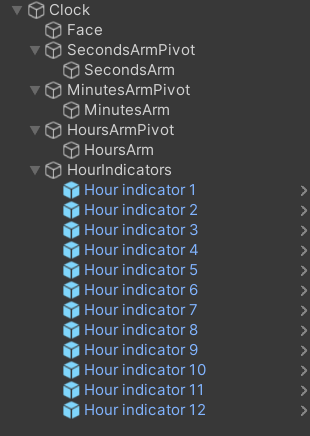 Clock
Face
SecondsArmPivot
SecondsArm
MinutesArmPivot
MinutesArm
HoursArmPivot
HoursArm
HourIndicators
Hour indicator 1
Hour indicator 2
Hour indicator 3
Hour indicator 4
Hour indicator 5
Hour indicator 6
Hour indicator 7
Hour indicator 8
Hour indicator 9
Hour indicator 10
Hour indicator 11
Hour indicator 12